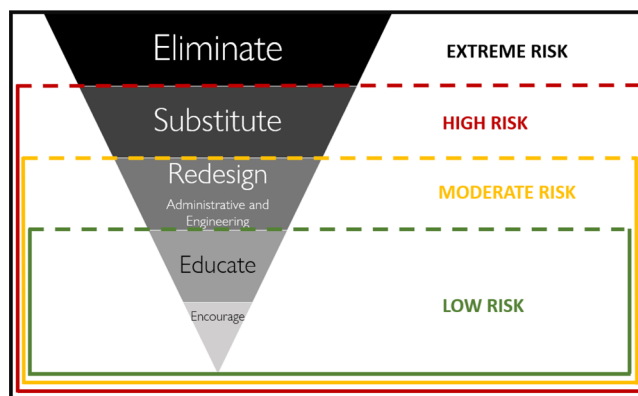 Eliminate
EXTREME RISK
Substitute
HIGH RISK
Redesign
Administrative and
Engineering
MODERATE RISK
Educate
Encourage
LOW RISK